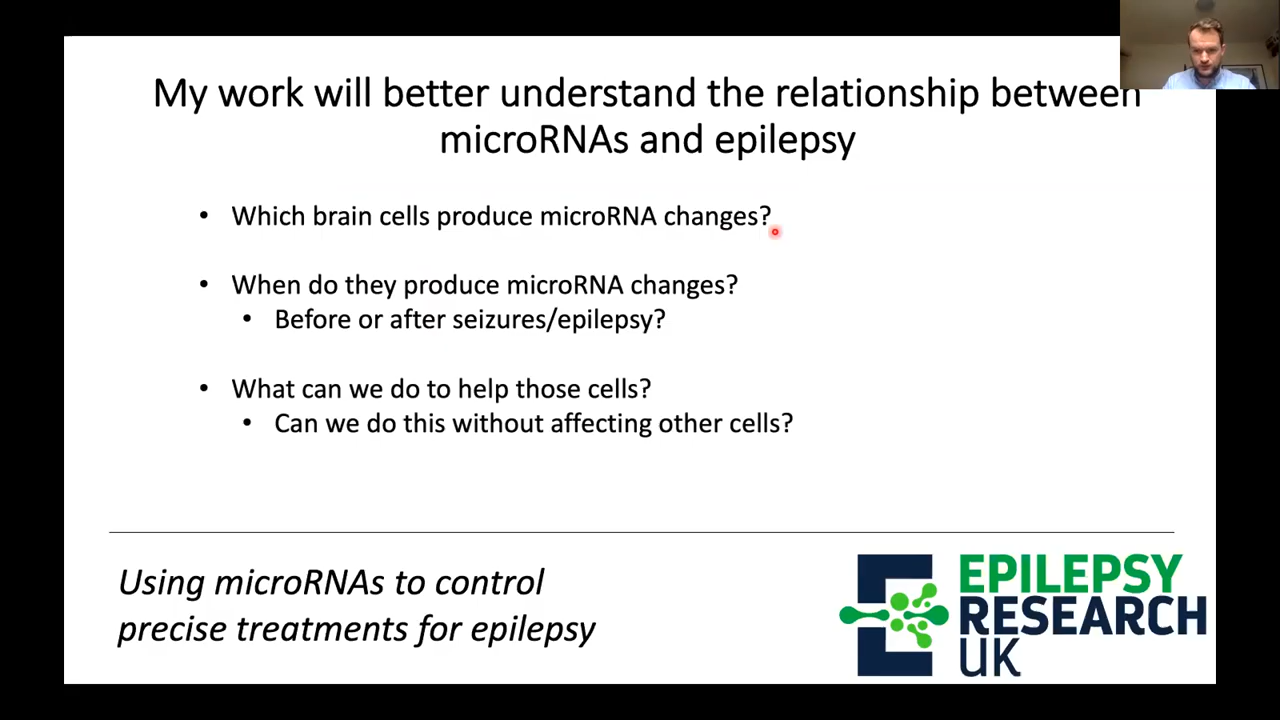 My work will better understand the relationship between
microRNAs and epilepsy
• Which brain cells produce microRNA changes?
• When do they produce microRNA changes?
• Before or after seizures/epilepsy?
• What can we do to help those cells?
• Can we do this without affecting other cells?
Using microRNAs to control
precise treatments for epilepsy
EPILEPSY
RESEARCH
UK